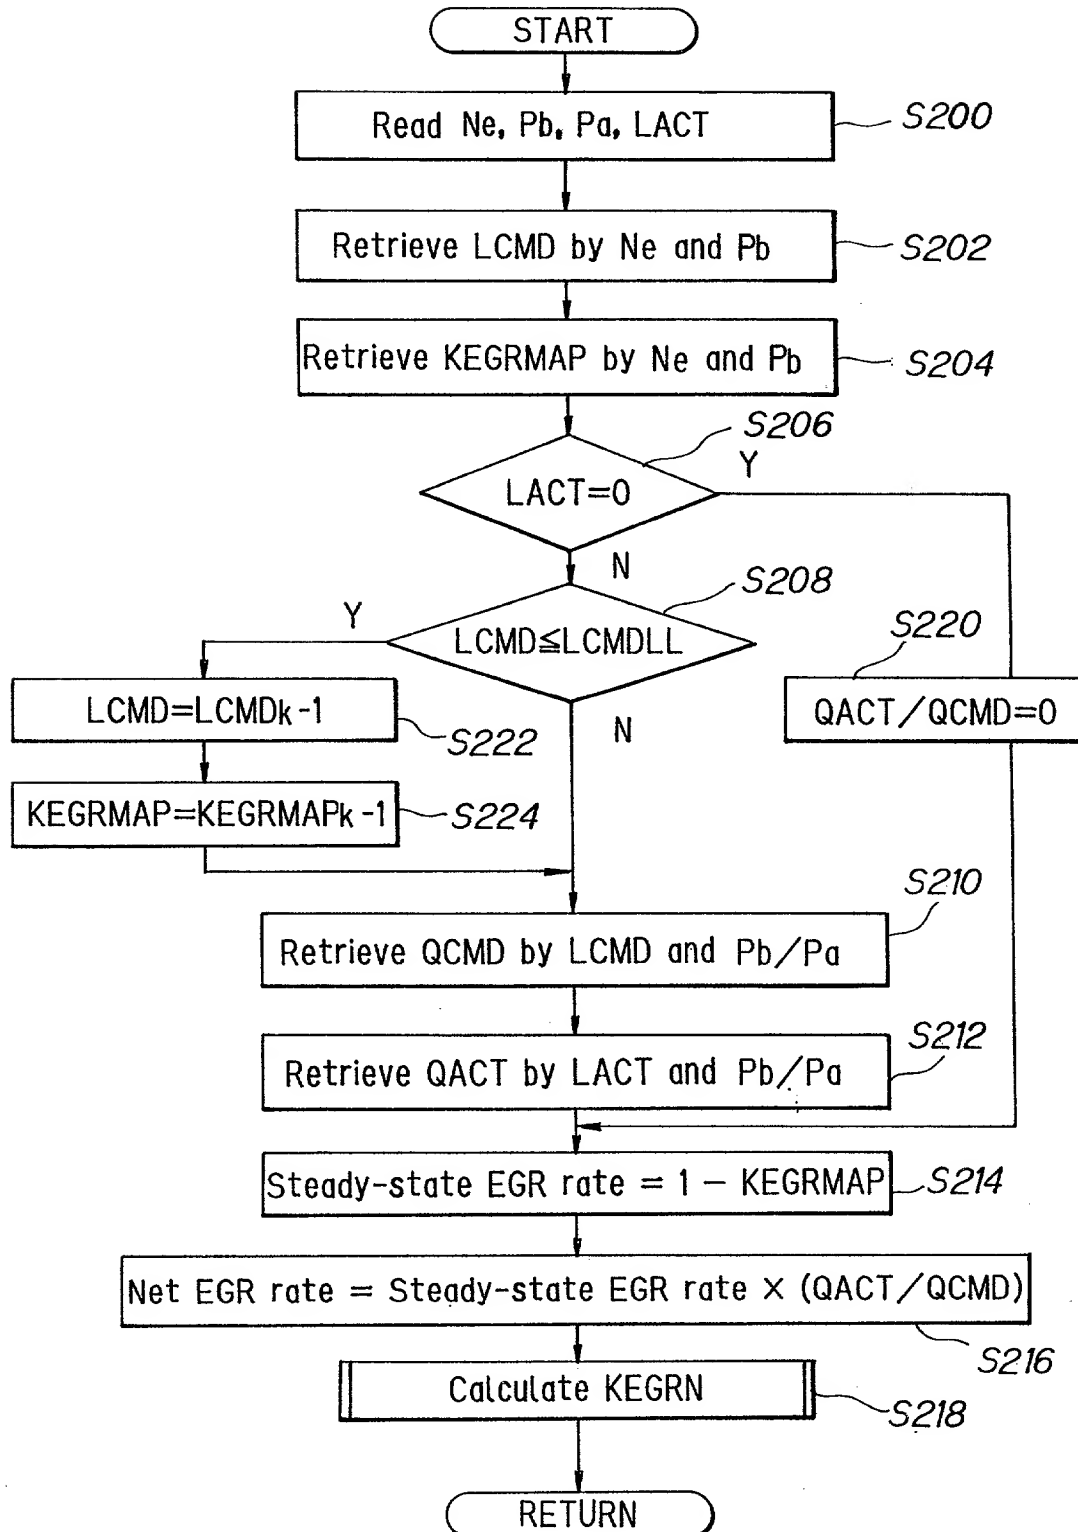 START
Read Ne, Pb, Pa, LACT
S200
Retrieve LCMD by Ne and Pb
S202
Retrieve KEGRMAP by Ne and Pb
S204
S206
LACT=0
Y
N
S208
LCMD≦LCMDLL
Y
N
S220
QACT/QCMD=0
LCMD=LCMDk-1
S222
KEGRMAP=KEGRMAPk-1
S224
S210
Retrieve QCMD by LCMD and Pb/Pa
S212
Retrieve QACT by LACT and Pb/Pa
Steady-state EGR rate = 1 - KEGRMAP
S214
Net EGR rate = Steady-state EGR rate × (QACT/QCMD)
S216
Calculate KEGRN
S218
RETURN